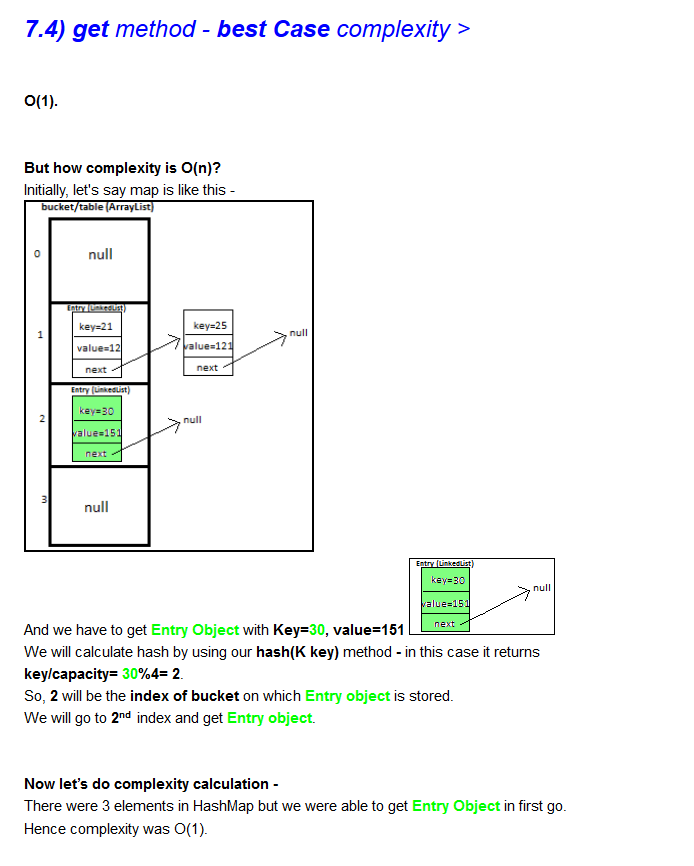 7.4) get method - best Case complexity >
O(1).
But how complexity is O(n)?
Initially, let's say map is like this -
bucket/table (ArrayList)
0
null
Entry (LinkedList)
1
key=21
value=12
next
key=25
value=121
next
null
Entry (LinkedList)
2
key=30
value=151
next
null
3
null
Entry (LinkedList)
key=30
value=151
next
null
And we have to get Entry Object with Key=30, value=151
We will calculate hash by using our hash(K key) method - in this case it returns
key/capacity= 30%4= 2.
So, 2 will be the index of bucket on which Entry object is stored.
We will go to 2nd index and get Entry object.
Now let’s do complexity calculation -
There were 3 elements in HashMap but we were able to get Entry Object in first go.
Hence complexity was O(1).